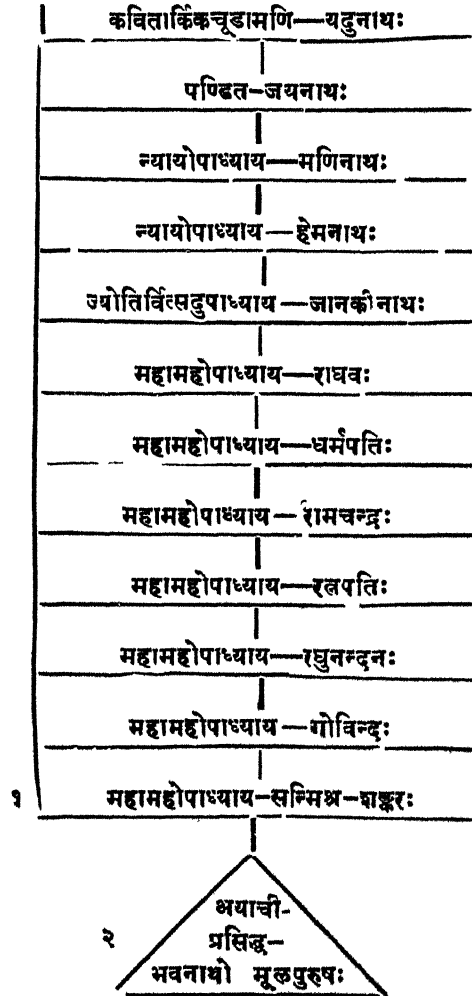 कवितार्किकचूडामणि—यदुनाथः
पण्डित-जयनाथः
न्यायोपाध्याय—मणिनाथः
न्यायोपाध्याय—हेमनाथः
ज्योतिर्वित्सदुपाध्याय—जानकीनाथः
महामहोपाध्याय—राघवः
महामहोपाध्याय—धर्मपतिः
महामहोपाध्याय—रामचन्द्रः
महामहोपाध्याय—रत्नपतिः
महामहोपाध्याय—रघुनन्दनः
महामहोपाध्याय—गोविन्दः
१ महामहोपाध्याय-सन्मिश्र-शङ्करः
अयाची-
२ प्रसिद्ध-
भवनाथो मूलपुरुषः